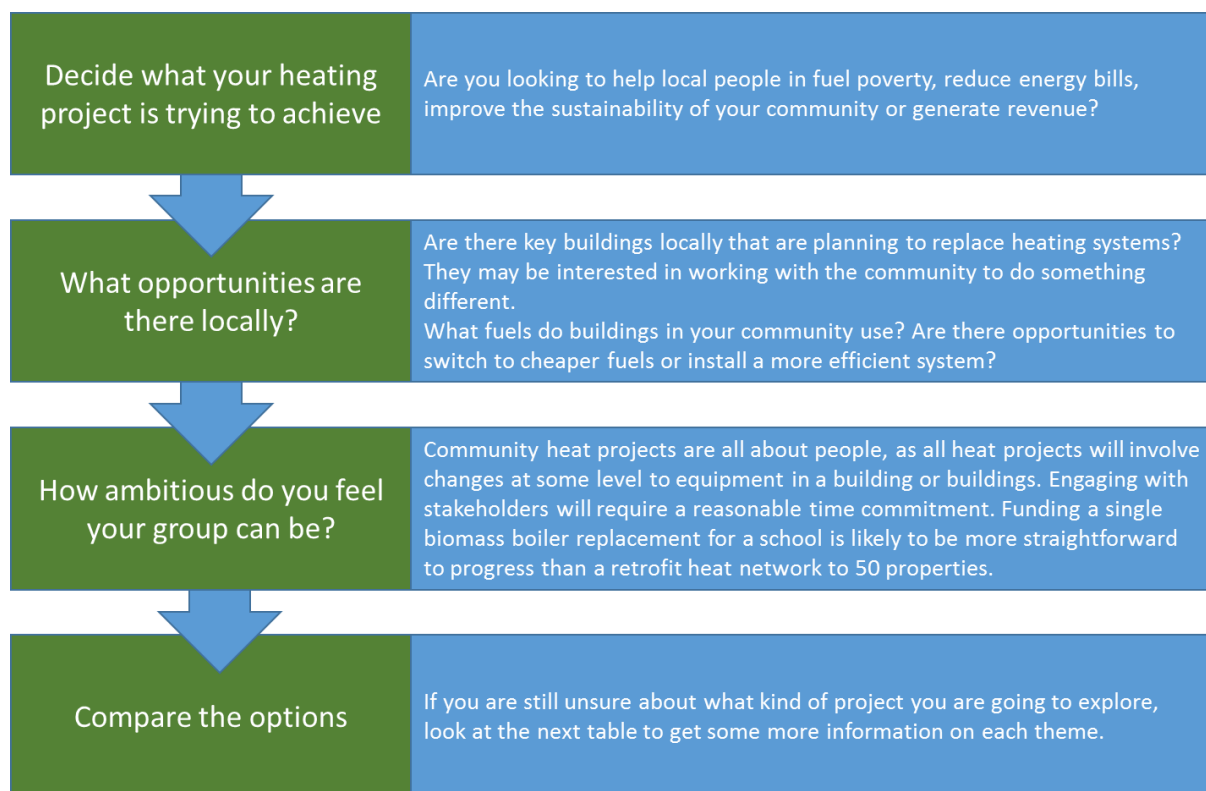 Decide what your heating
project is trying to achieve
Are you looking to help local people in fuel poverty, reduce energy bills,
improve the sustainability of your community or generate revenue?
What opportunities are
there locally?
Are there key buildings locally that are planning to replace heating systems?
They may be interested in working with the community to do something
different.
What fuels do buildings in your community use? Are there opportunities to
switch to cheaper fuels or install a more efficient system?
How ambitious do you feel
your group can be?
Community heat projects are all about people, as all heat projects will involve
changes at some level to equipment in a building or buildings. Engaging with
stakeholders will require a reasonable time commitment. Funding a single
biomass boiler replacement for a school is likely to be more straightforward
to progress than a retrofit heat network to 50 properties.
Compare the options
If you are still unsure about what kind of project you are going to explore,
look at the next table to get some more information on each theme.